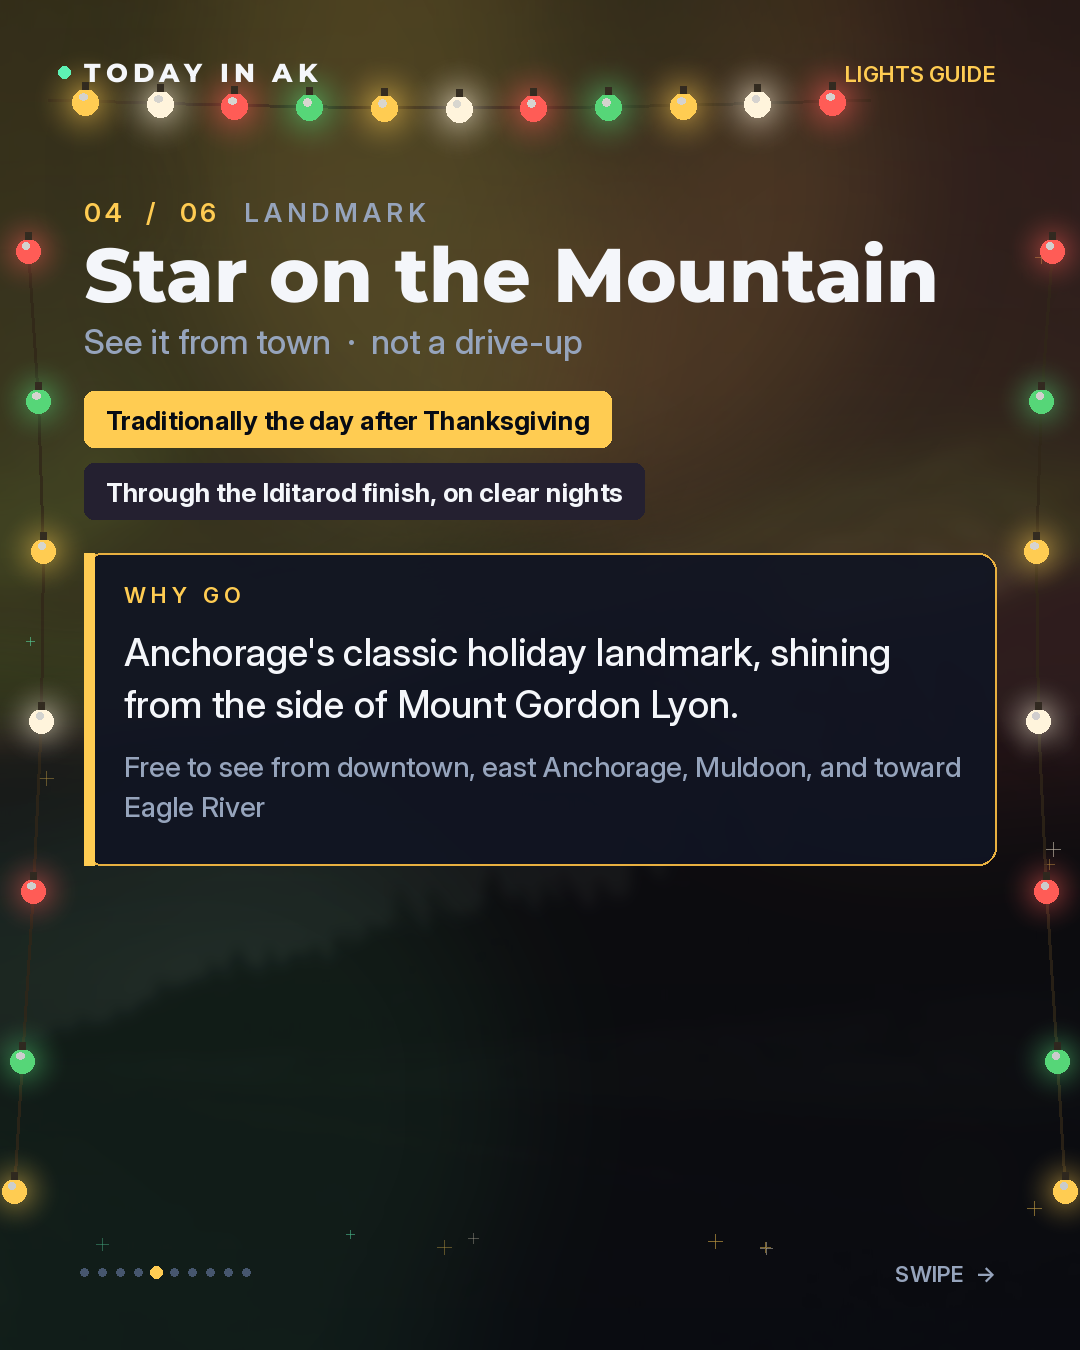 TODAY IN AK
LIGHTS GUIDE
04 / 06 LANDMARK
Star on the Mountain
See it from town · not a drive-up
Traditionally the day after Thanksgiving
Through the Iditarod finish, on clear nights
WHY GO
Anchorage's classic holiday landmark, shining
from the side of Mount Gordon Lyon.
Free to see from downtown, east Anchorage, Muldoon, and toward
Eagle River
SWIPE →